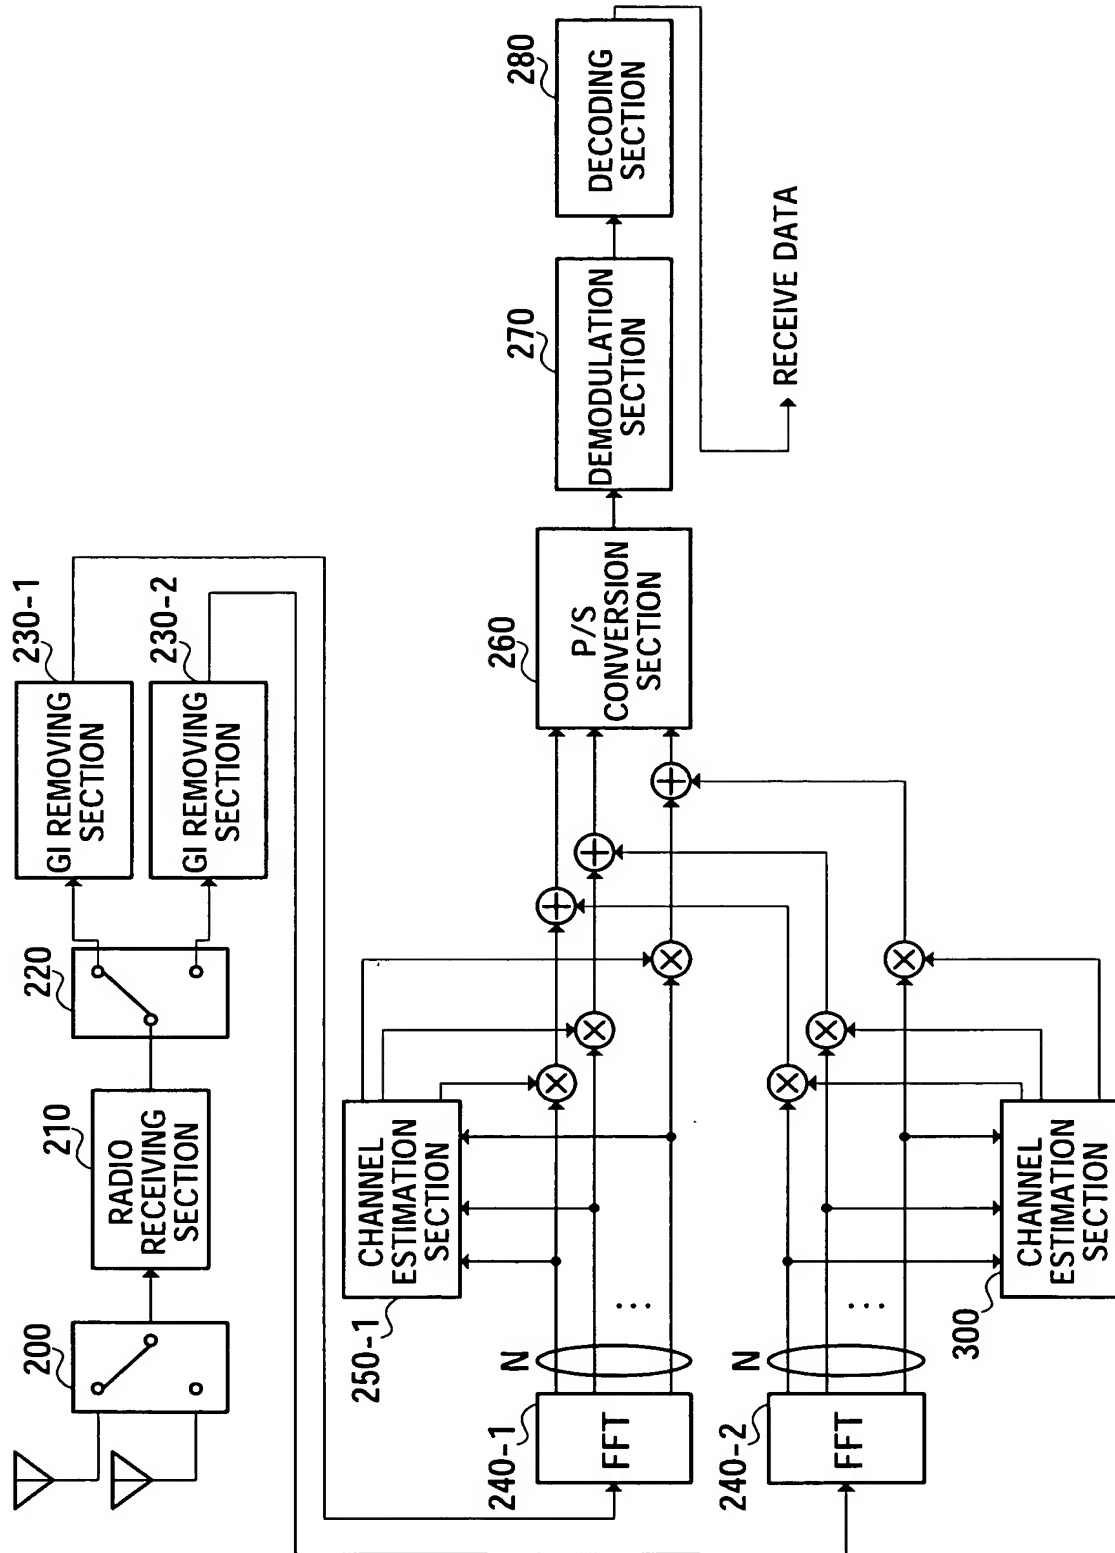 200
210
RADIO
RECEIVING
SECTION
220
230-1
GI REMOVING
SECTION
230-2
GI REMOVING
SECTION
250-1
CHANNEL
ESTIMATION
SECTION
240-1
FFT
N
...
260
P/S
CONVERSION
SECTION
270
DEMODULATION
SECTION
280
DECODING
SECTION
RECEIVE DATA
240-2
FFT
N
...
300
CHANNEL
ESTIMATION
SECTION